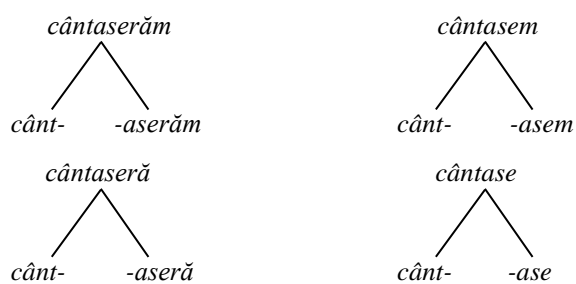 cântaserăm cântasem
cânt- -aserăm cânt- -asem
cântaseră cântase
cânt- -aseră cânt- -ase